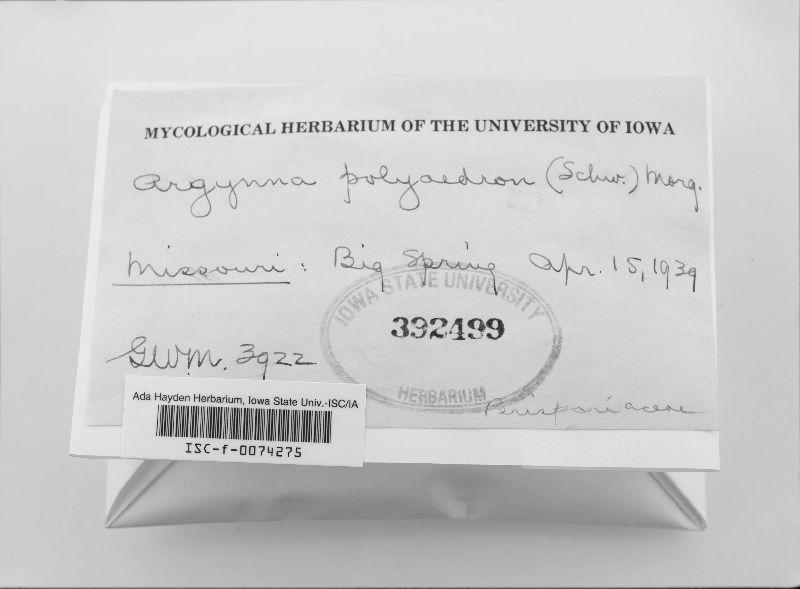 MYCOLOGICAL HERBARIUM OF THE UNIVERSITY OF IOWA
Argynna polyaedron (Schw.) Morg.
Missouri: Big Spring Apr. 15, 1939
IOWA STATE UNIVERSITY
392499
HERBARIUM
GWM. 3922
Perisporiaceae
Ada Hayden Herbarium, Iowa State Univ.-ISC/IA
ISC-f-0074275